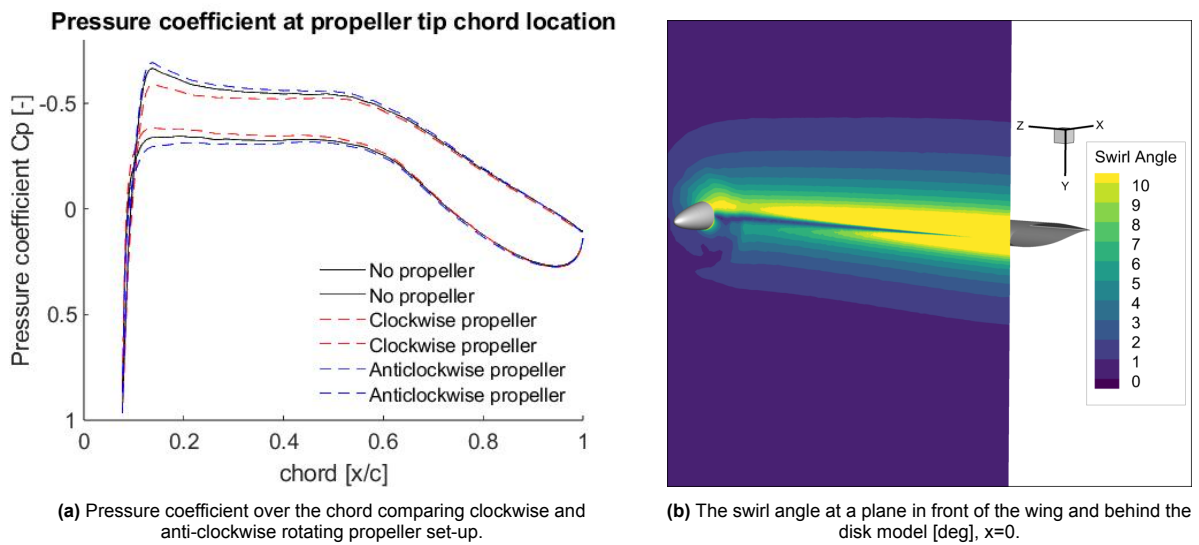 Pressure coefficient at propeller tip chord location
Pressure coefficient Cp [-]
-0.5
0
0.5
1
0
0.2
0.4
0.6
0.8
1
chord [x/c]
No propeller
No propeller
Clockwise propeller
Clockwise propeller
Anticlockwise propeller
Anticlockwise propeller
(a) Pressure coefficient over the chord comparing clockwise and
anti-clockwise rotating propeller set-up.
Z
X
Y
Swirl Angle
10
9
8
7
6
5
4
3
2
1
0
(b) The swirl angle at a plane in front of the wing and behind the
disk model [deg], x=0.